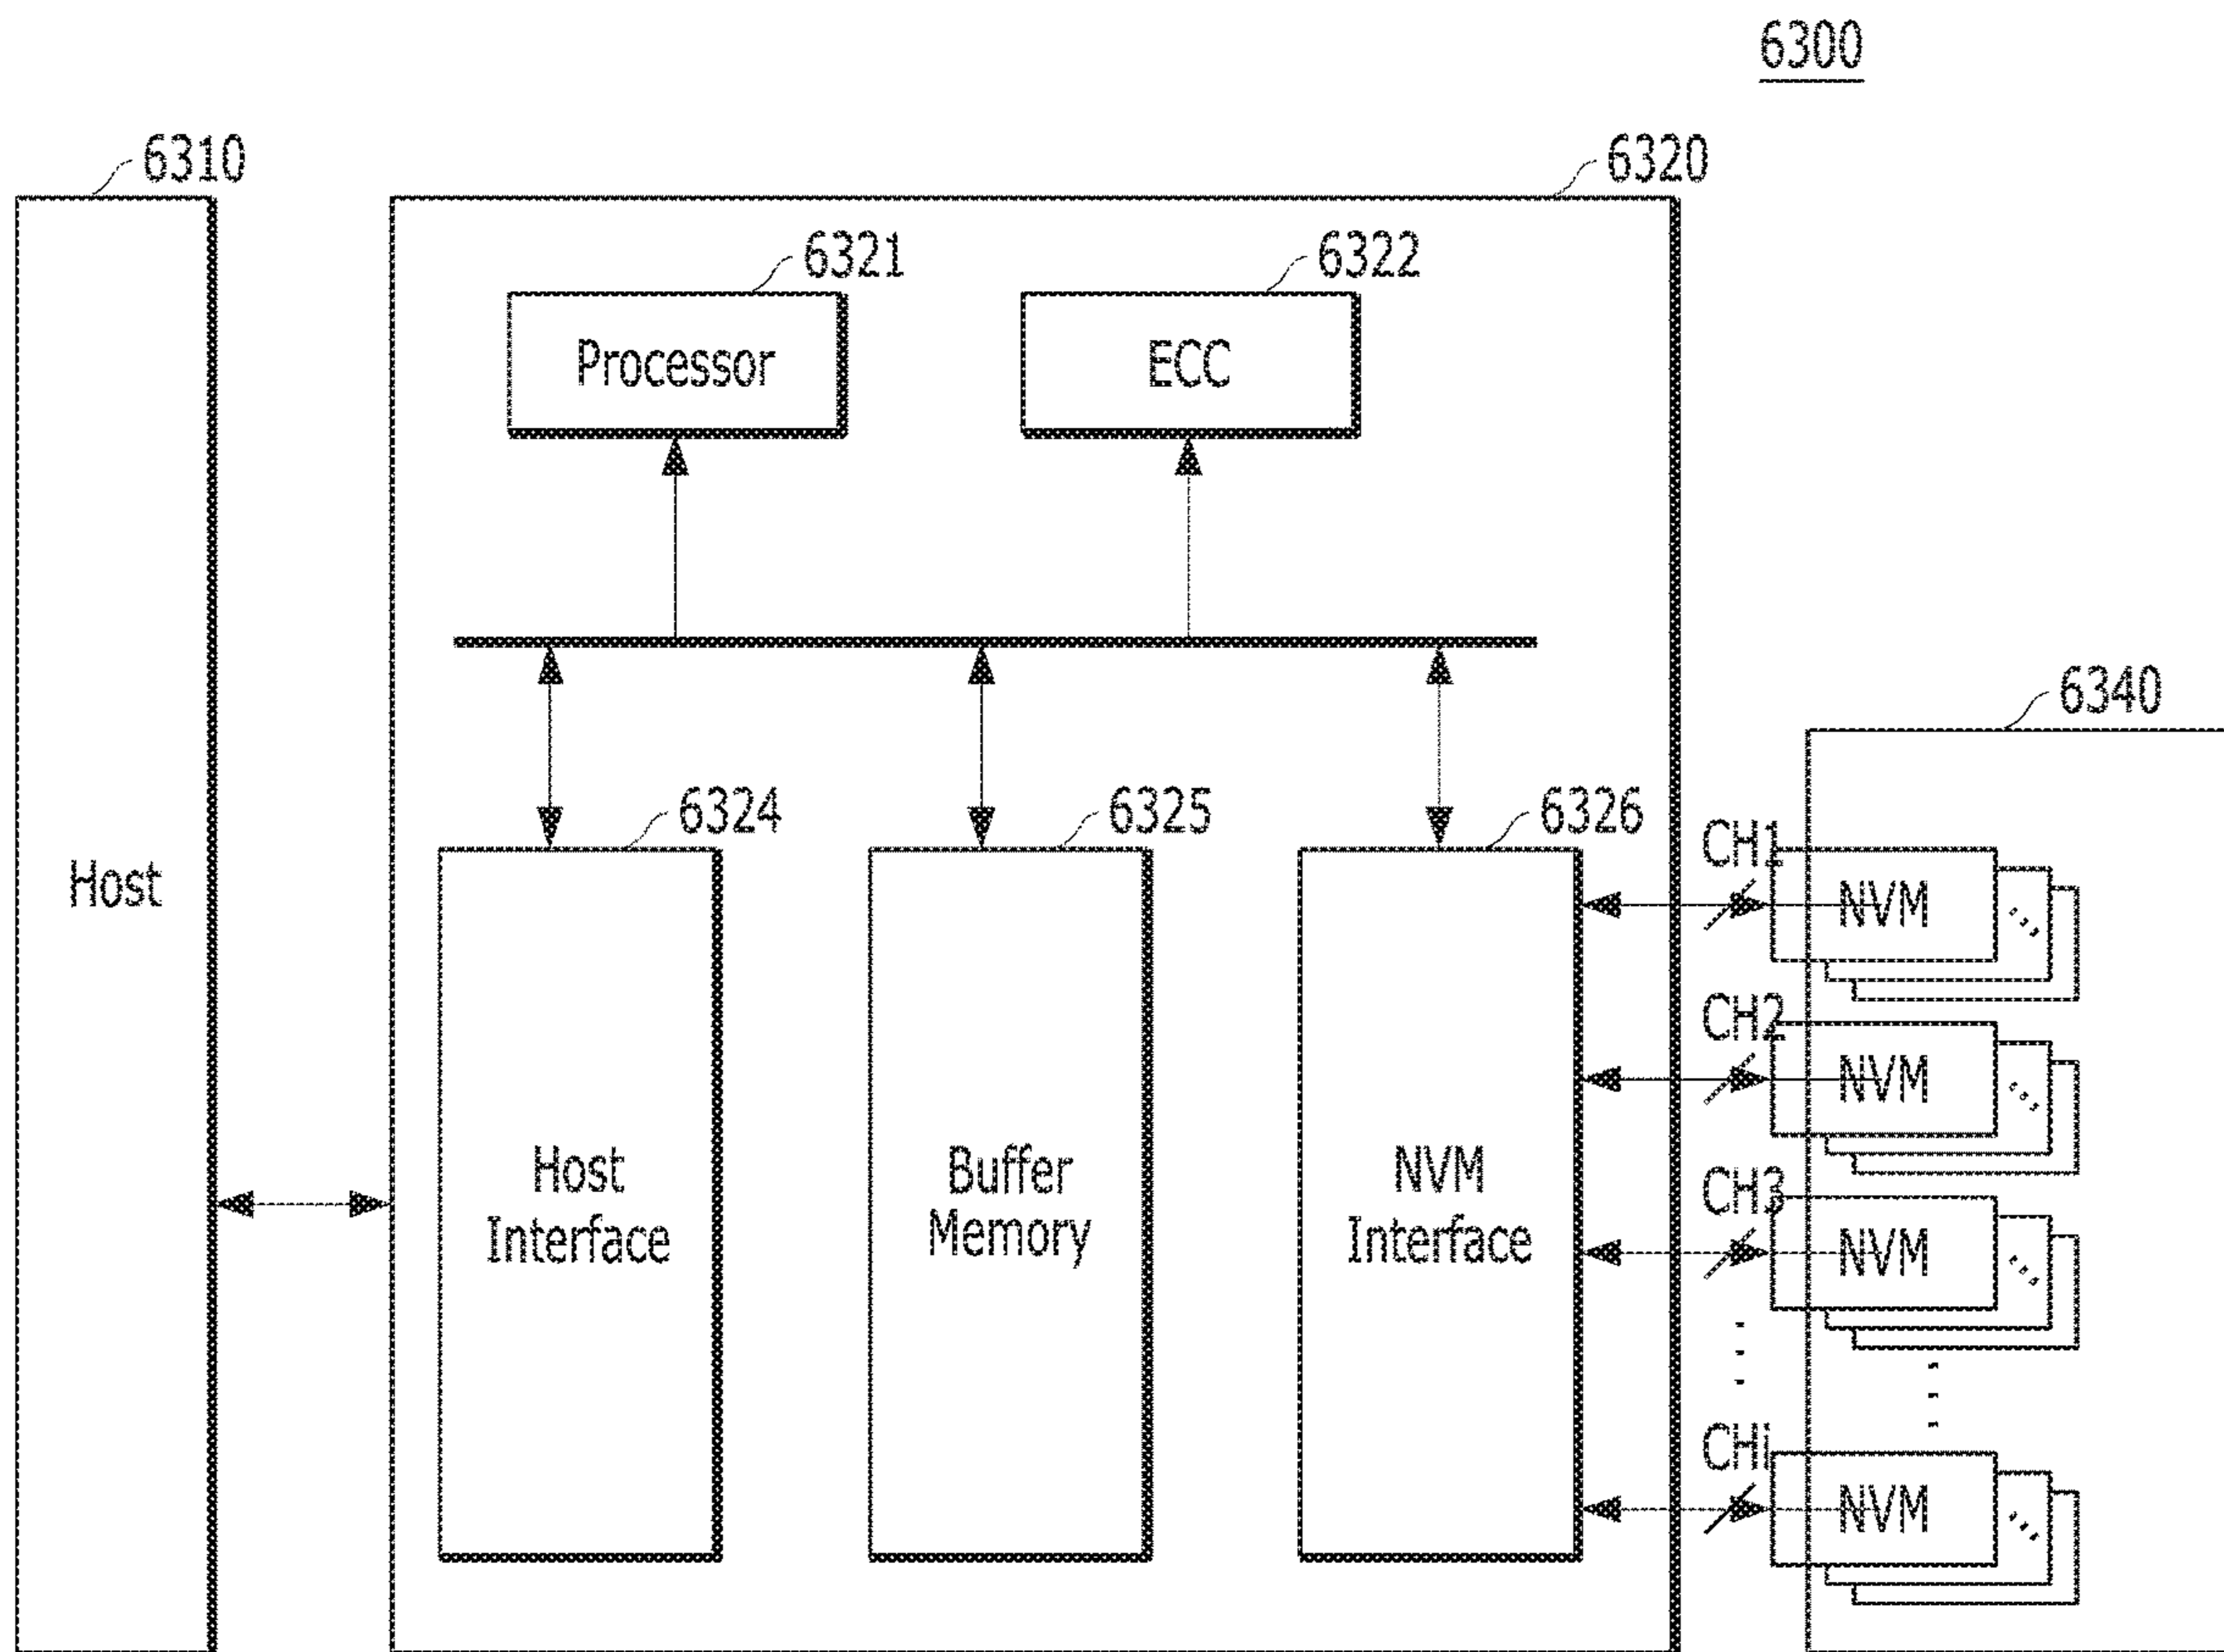 6300
6310
6320
6321
6322
Processor
ECC
6340
6324
6325
6326
CH1
Host
NVM
CH2
NVM
Host
Interface
Buffer
Memory
NVM
Interface
CH3
NVM
CHi
NVM